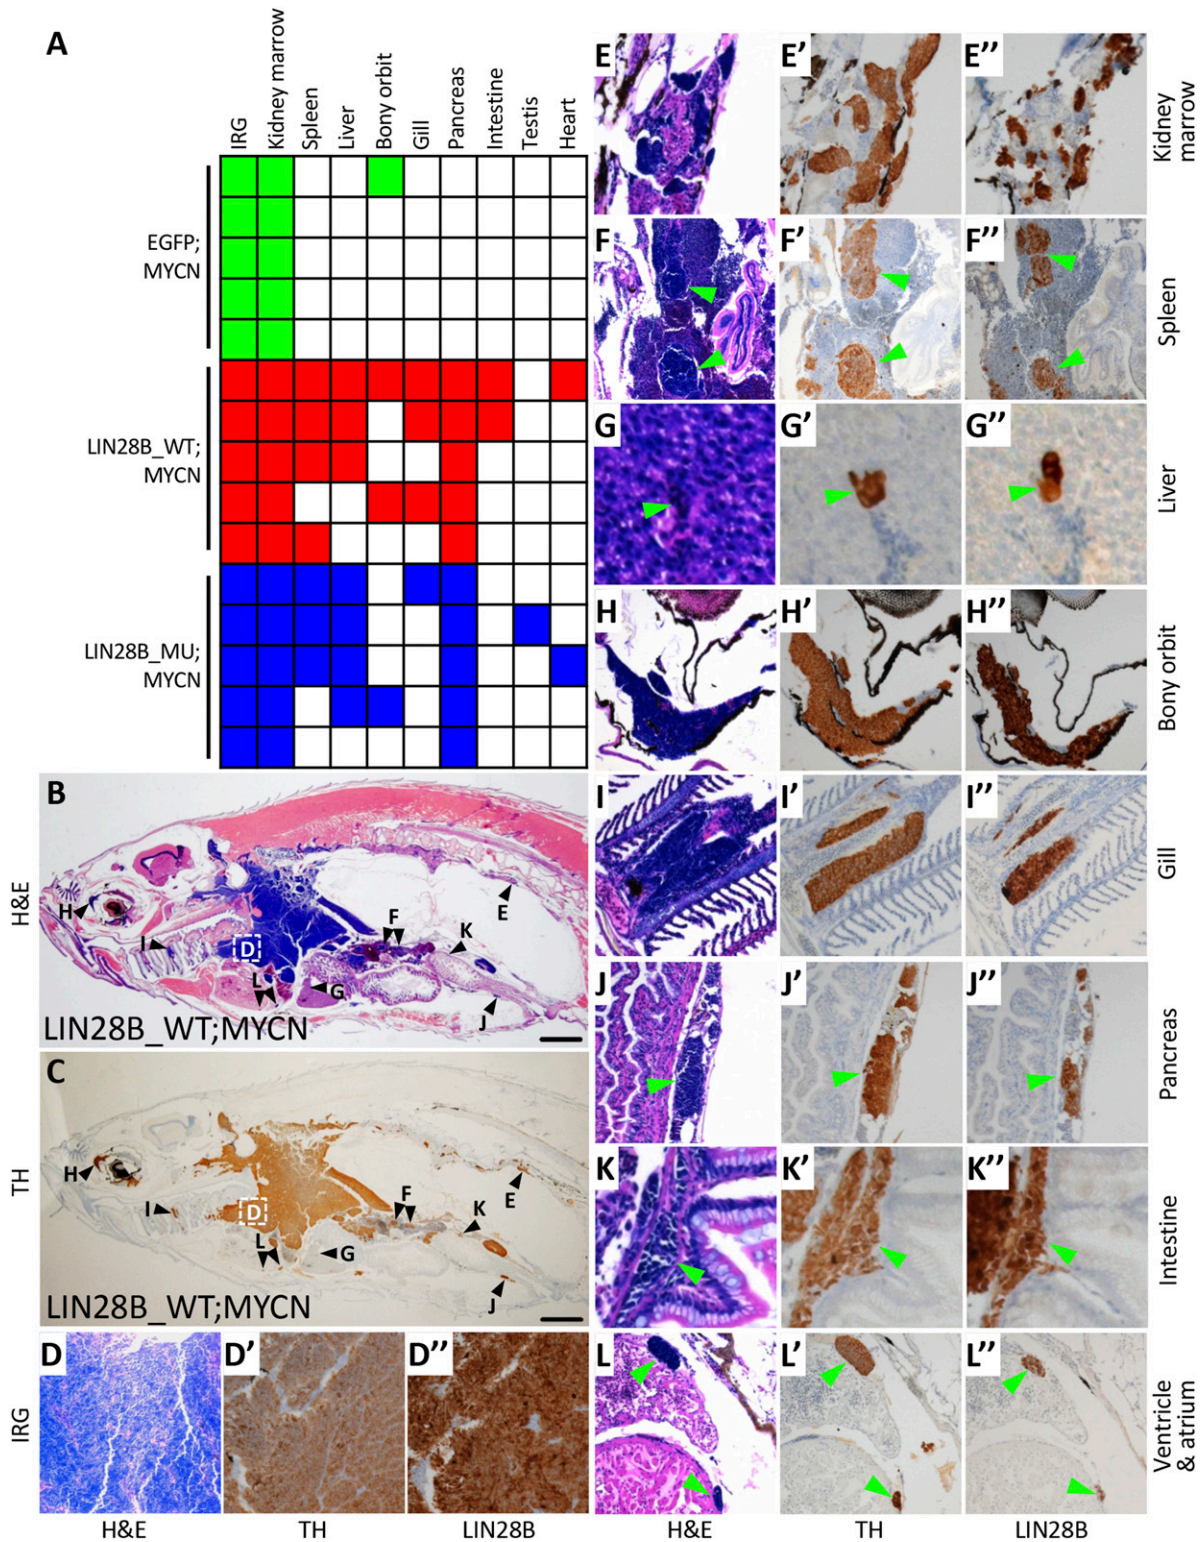 A
IRG
Kidney marrow
Spleen
Liver
Bony orbit
Gill
Pancreas
Intestine
Testis
Heart
EGFP;
MYCN
LIN28B_WT;
MYCN
LIN28B_MU;
MYCN
B
H&E
H
I
D
L
G
F
K
E
J
LIN28B_WT;MYCN
C
TH
H
I
D
L
G
F
K
E
J
LIN28B_WT;MYCN
IRG
D
D'
D''
H&E
TH
LIN28B
E
E'
E''
Kidney
marrow
F
F'
F''
Spleen
G
G'
G''
Liver
H
H'
H''
Bony orbit
I
I'
I''
Gill
J
J'
J''
Pancreas
K
K'
K''
Intestine
L
L'
L''
Ventricle
& atrium
H&E
TH
LIN28B